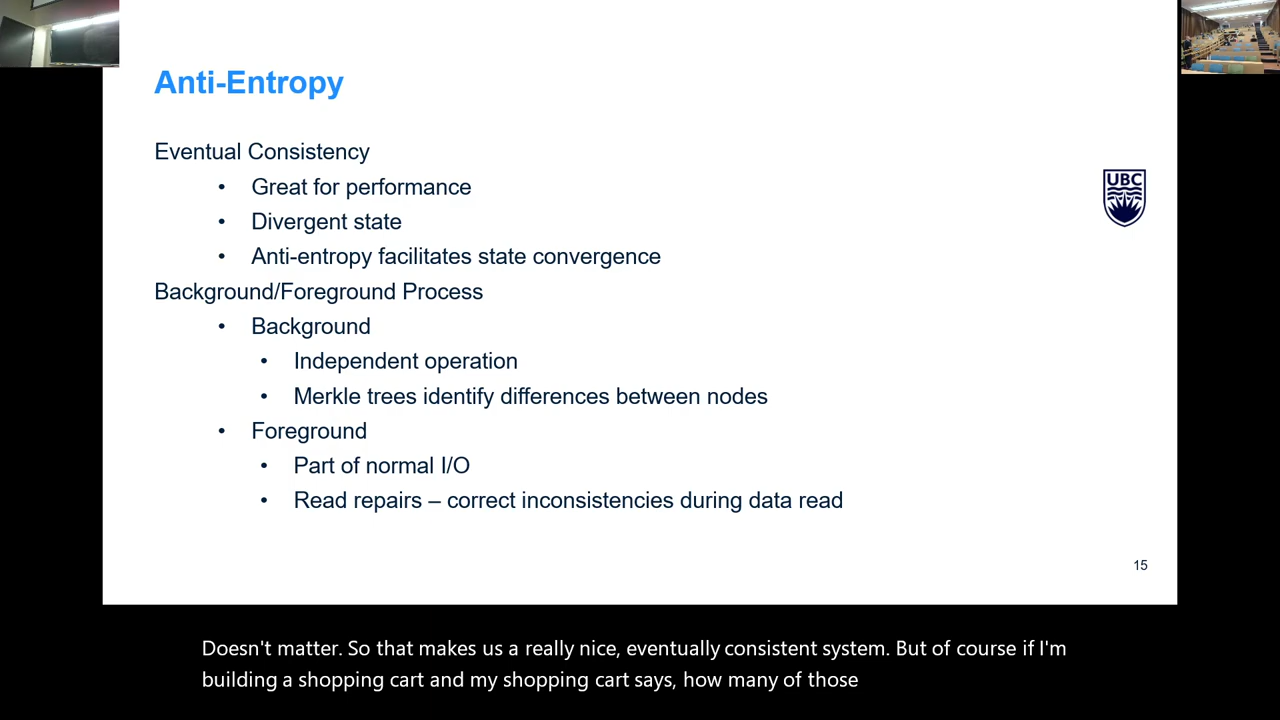 Anti-Entropy
Eventual Consistency
• Great for performance
• Divergent state
• Anti-entropy facilitates state convergence
Background/Foreground Process
• Background
• Independent operation
• Merkle trees identify differences between nodes
• Foreground
• Part of normal I/O
• Read repairs – correct inconsistencies during data read
UBC
15
Doesn't matter. So that makes us a really nice, eventually consistent system. But of course if I'm
building a shopping cart and my shopping cart says, how many of those